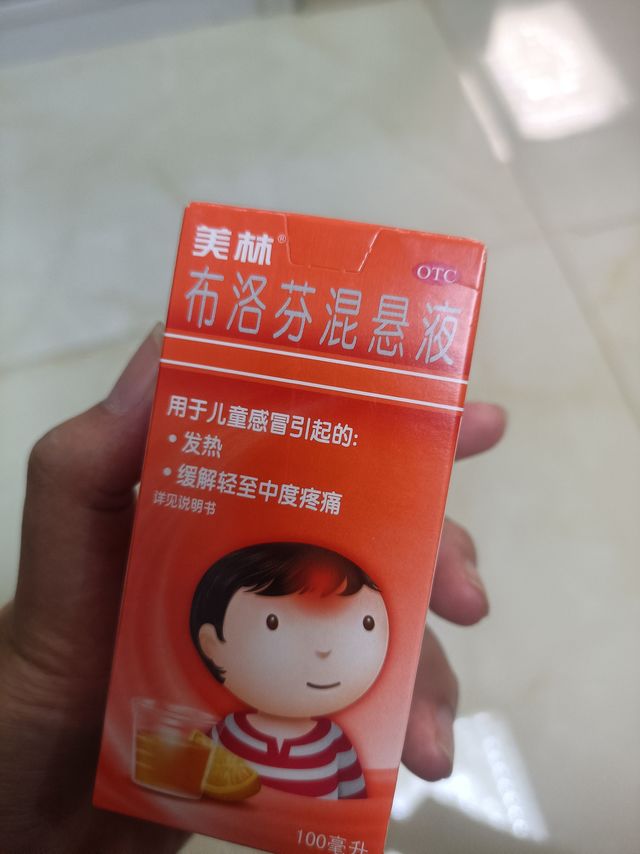 美林®
OTC
布洛芬混悬液
用于儿童感冒引起的:
• 发热
• 缓解轻至中度疼痛
详见说明书
100毫升